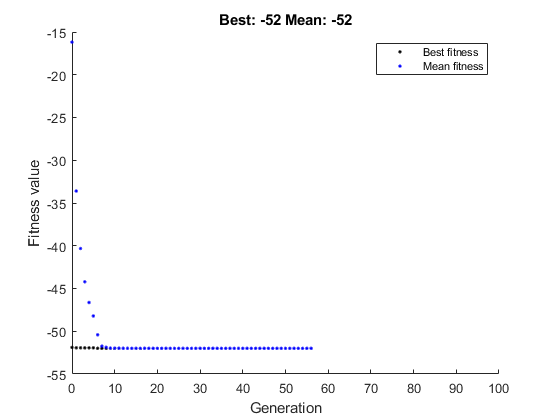 Best: -52 Mean: -52
Best fitness
Mean fitness
Fitness value
-15
-20
-25
-30
-35
-40
-45
-50
-55
0 10 20 30 40 50 60 70 80 90 100
Generation